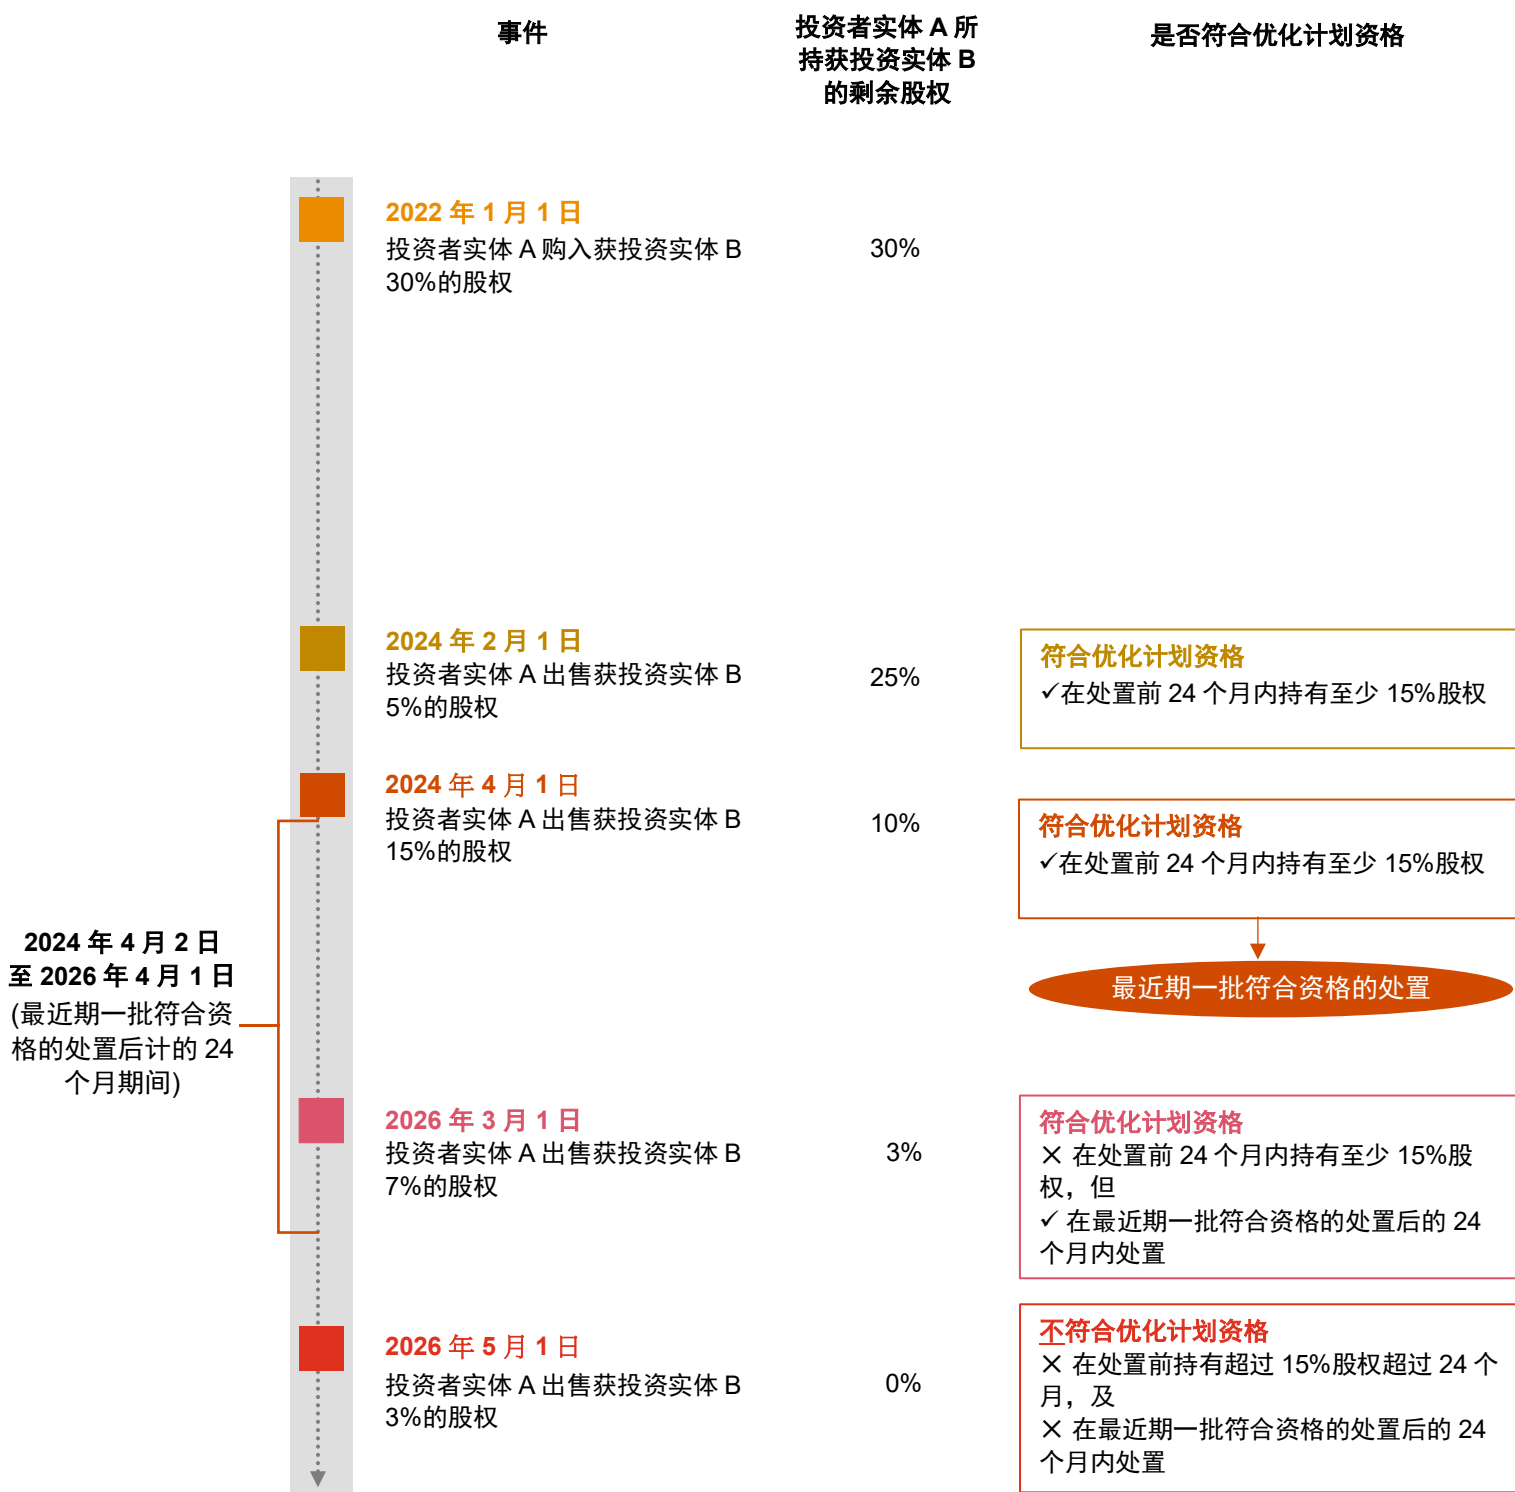 事件
投资者实体 A 所
持获投资实体 B
的剩余股权
是否符合优化计划资格
2022 年 1 月 1 日
投资者实体 A 购入获投资实体 B
30%的股权
30%
2024 年 2 月 1 日
投资者实体 A 出售获投资实体 B
5%的股权
25%
符合优化计划资格
✓在处置前 24 个月内持有至少 15%股权
2024 年 4 月 1 日
投资者实体 A 出售获投资实体 B
15%的股权
10%
符合优化计划资格
✓在处置前 24 个月内持有至少 15%股权
最近期一批符合资格的处置
2024 年 4 月 2 日
至 2026 年 4 月 1 日
(最近期一批符合资
格的处置后计的 24
个月期间)
2026 年 3 月 1 日
投资者实体 A 出售获投资实体 B
7%的股权
3%
符合优化计划资格
✕ 在处置前 24 个月内持有至少 15%股
权，但
✓ 在最近期一批符合资格的处置后的 24
个月内处置
2026 年 5 月 1 日
投资者实体 A 出售获投资实体 B
3%的股权
0%
不符合优化计划资格
✕ 在处置前持有超过 15%股权超过 24 个
月，及
✕ 在最近期一批符合资格的处置后的 24
个月内处置